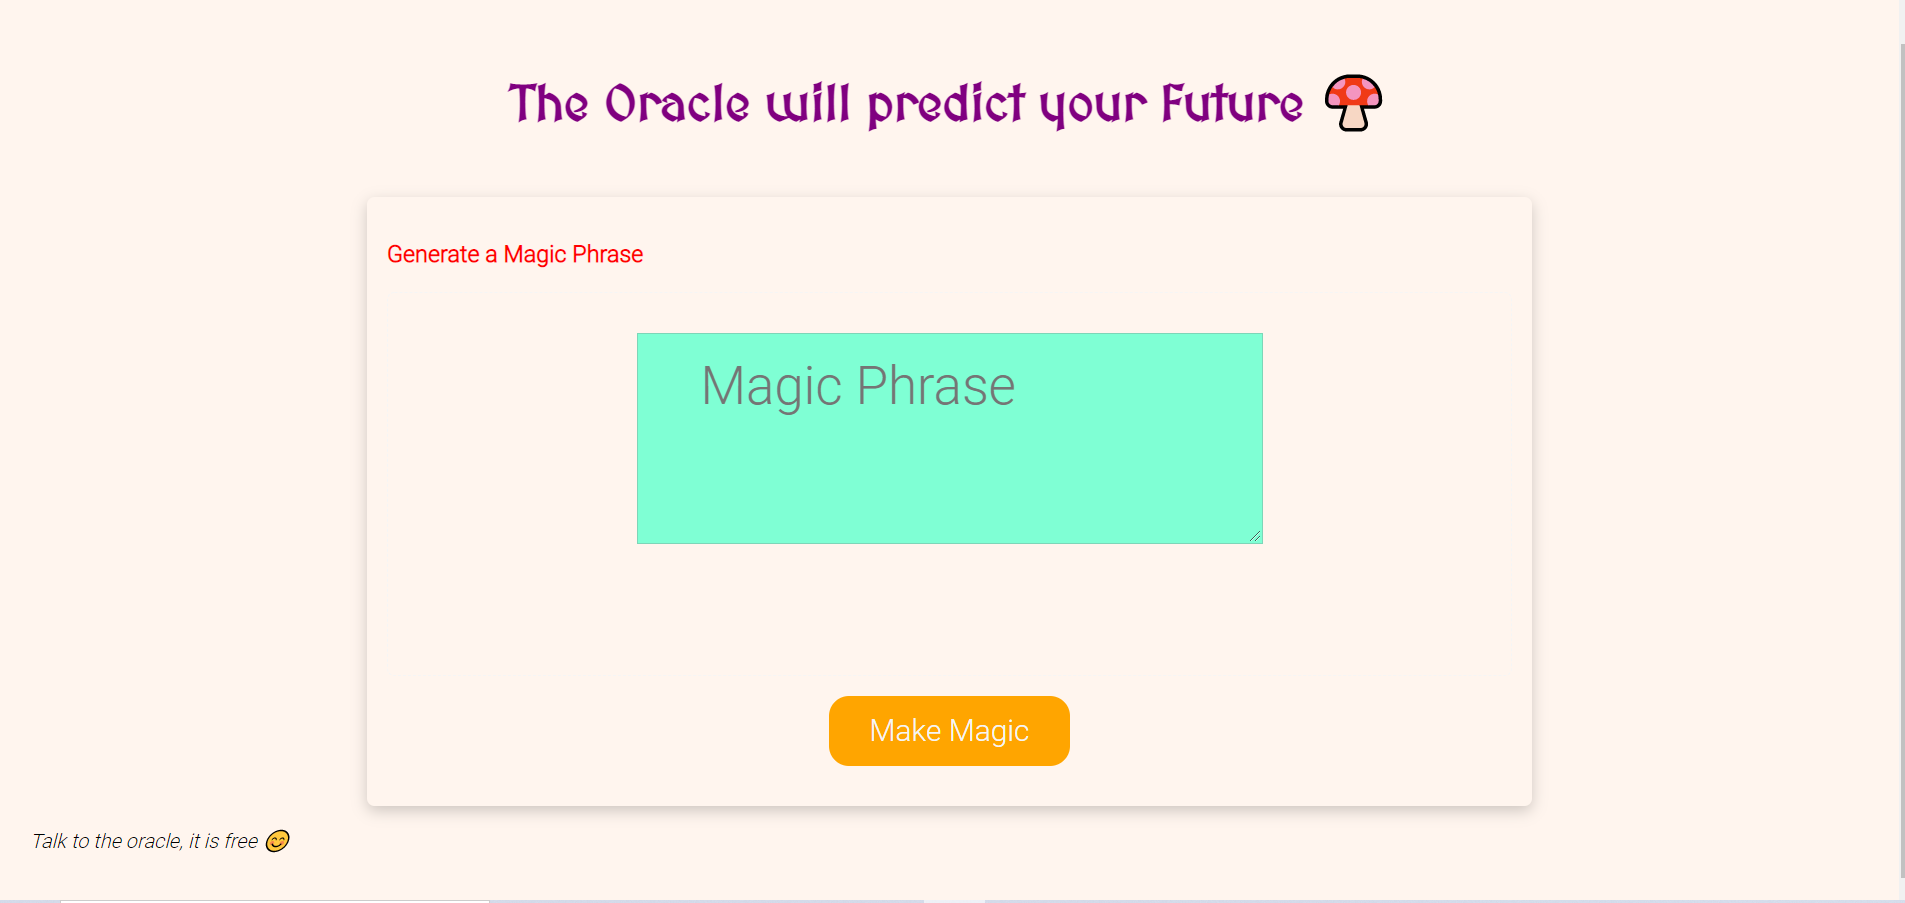 The Oracle will predict your Future 🍄
Generate a Magic Phrase
Magic Phrase
Make Magic
Talk to the oracle, it is free 😊